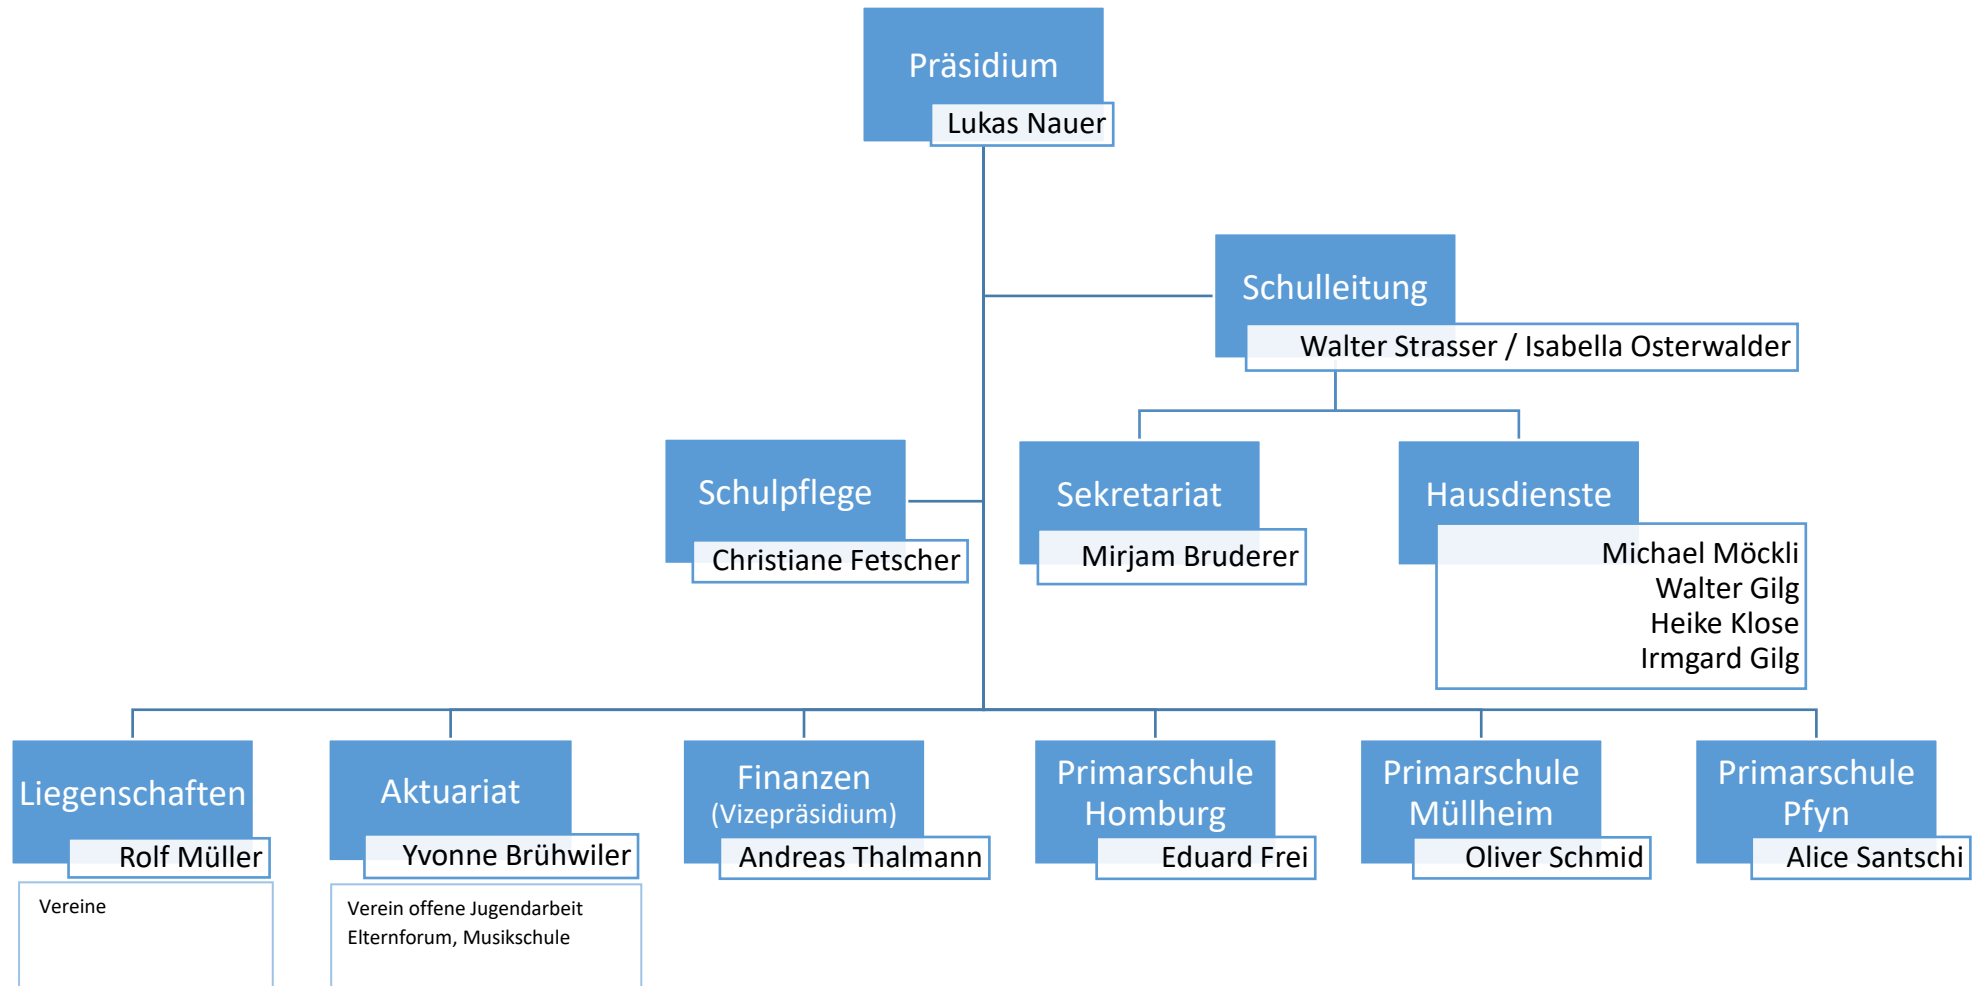 Präsidium
Lukas Nauer
Schulleitung
Walter Strasser / Isabella Osterwalder
Schulpflege
Christiane Fetscher
Sekretariat
Mirjam Bruderer
Hausdienste
Michael Möckli
Walter Gilg
Heike Klose
Irmgard Gilg
Liegenschaften
Rolf Müller
Vereine
Aktuariat
Yvonne Brühwiler
Verein offene Jugendarbeit
Elternforum, Musikschule
Finanzen
(Vizepräsidium)
Andreas Thalmann
Primarschule
Homburg
Eduard Frei
Primarschule
Müllheim
Oliver Schmid
Primarschule
Pfyn
Alice Santschi